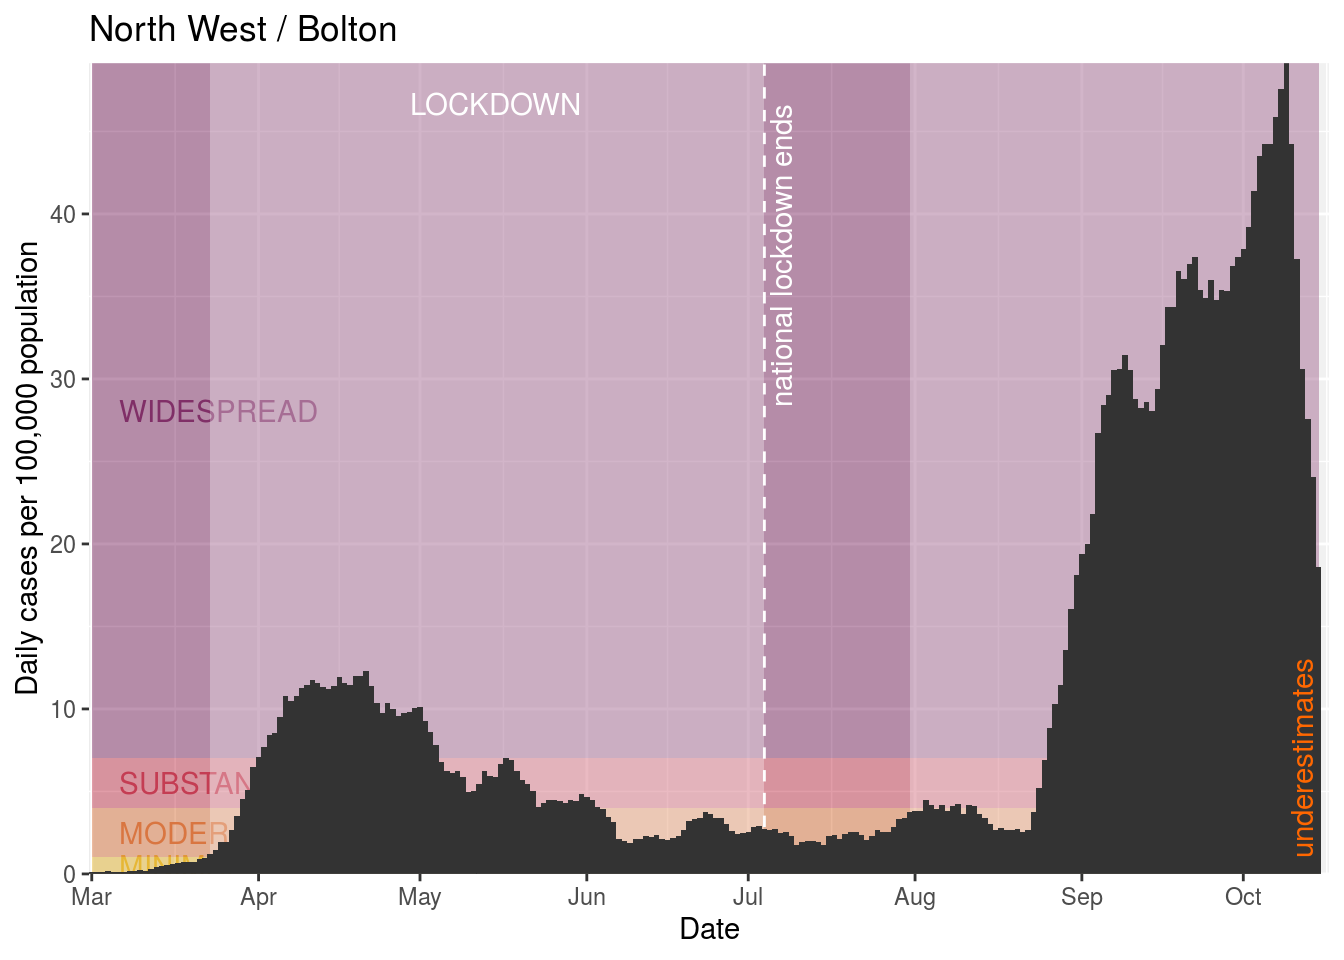 North West / Bolton
LOCKDOWN
national lockdown ends
WIDESPREAD
SUBSTAN
MODER
MINIM
underestimates
Daily cases per 100,000 population
40
30
20
10
0
Mar Apr May Jun Jul Aug Sep Oct
Date